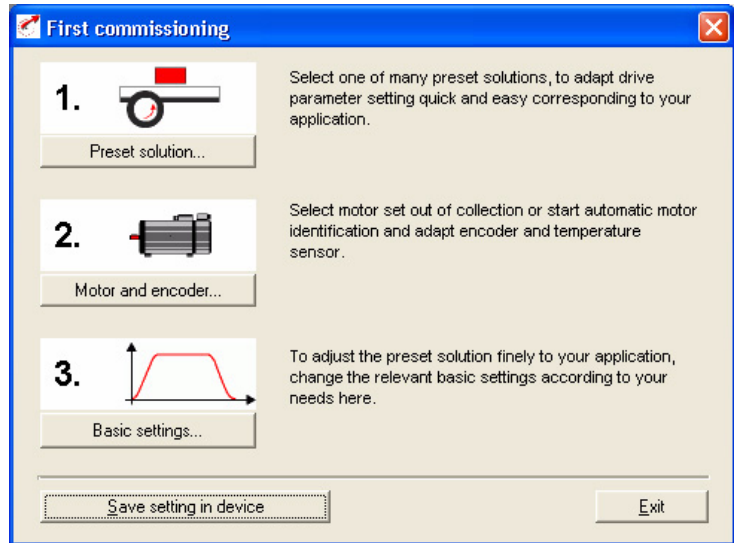 First commissioning
1.
Select one of many preset solutions, to adapt drive
parameter setting quick and easy corresponding to your
application.
Preset solution...
2.
Select motor set out of collection or start automatic motor
identification and adapt encoder and temperature
sensor.
Motor and encoder...
3.
To adjust the preset solution finely to your application,
change the relevant basic settings according to your
needs here.
Basic settings...
Save setting in device
Exit